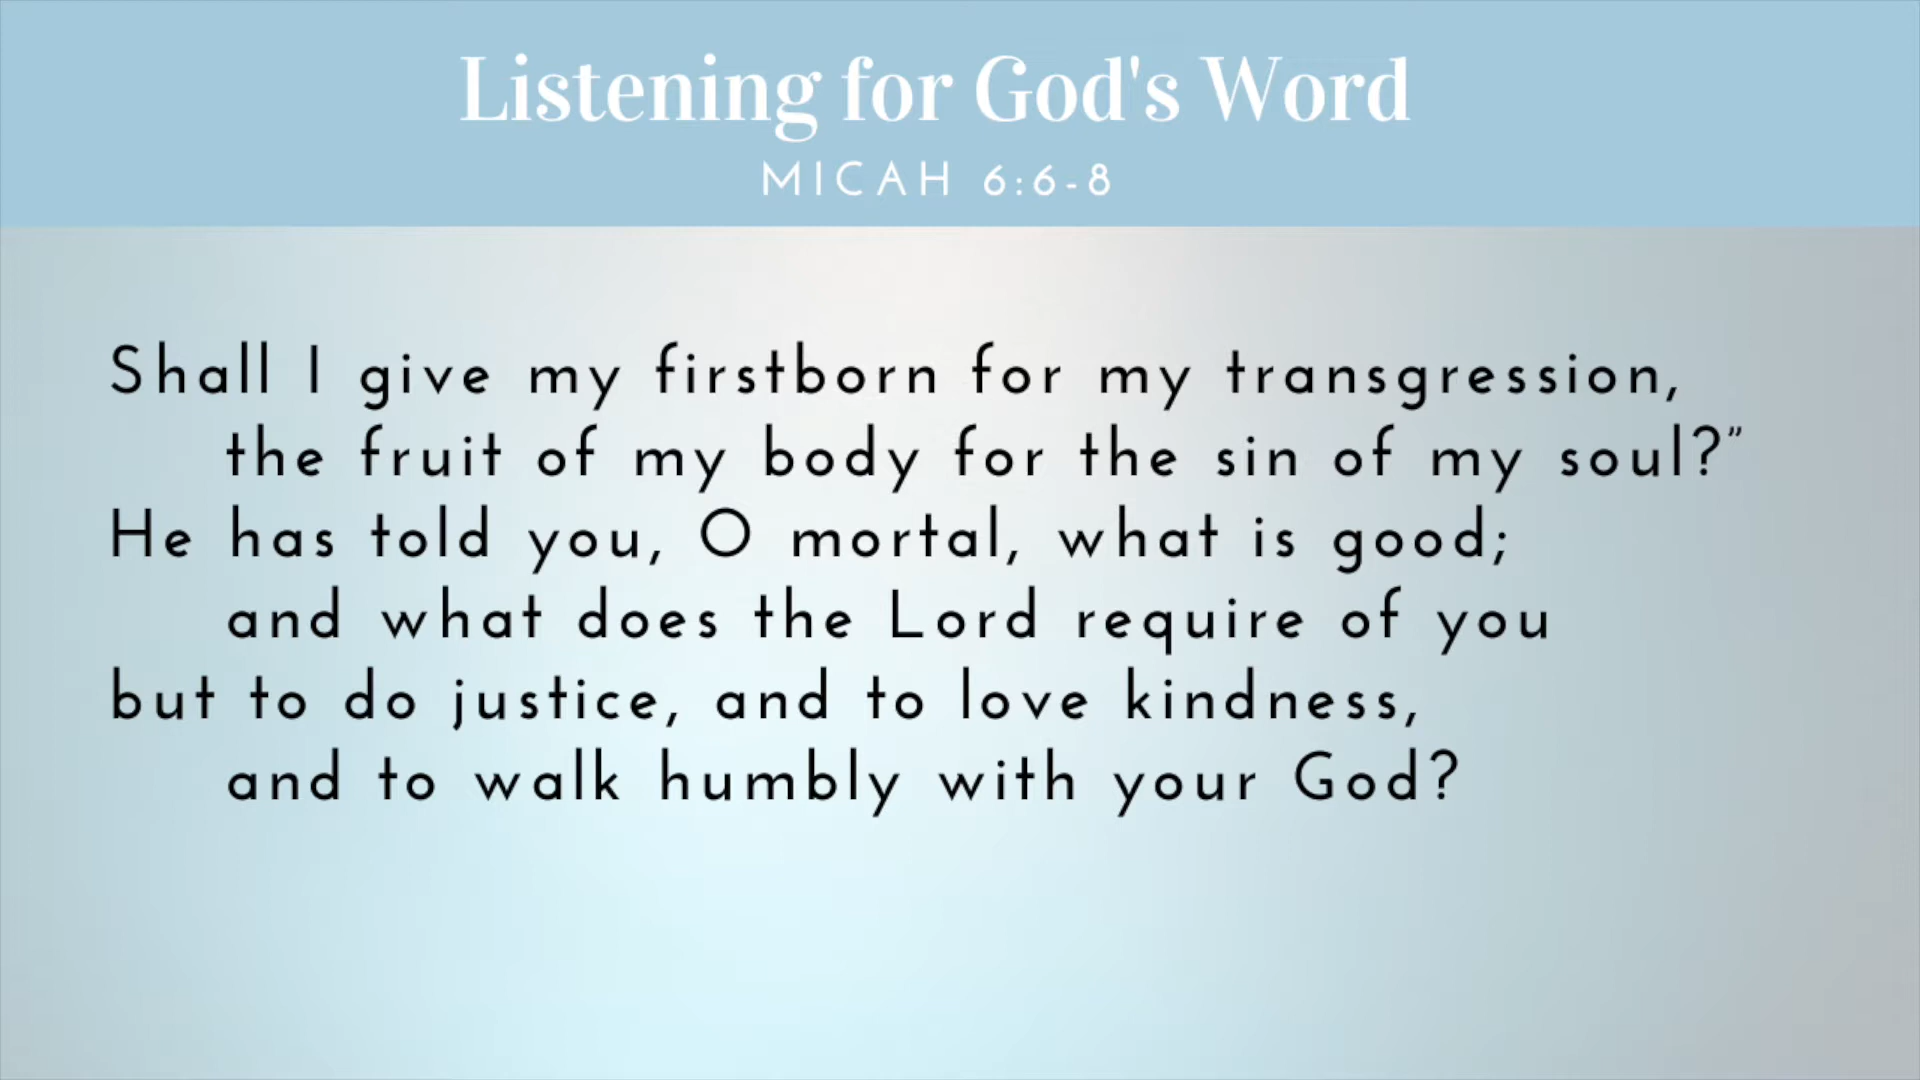 Listening for God's Word
MICAH 6:6-8
Shall I give my firstborn for my transgression,
the fruit of my body for the sin of my soul?”
He has told you, O mortal, what is good;
and what does the Lord require of you
but to do justice, and to love kindness,
and to walk humbly with your God?